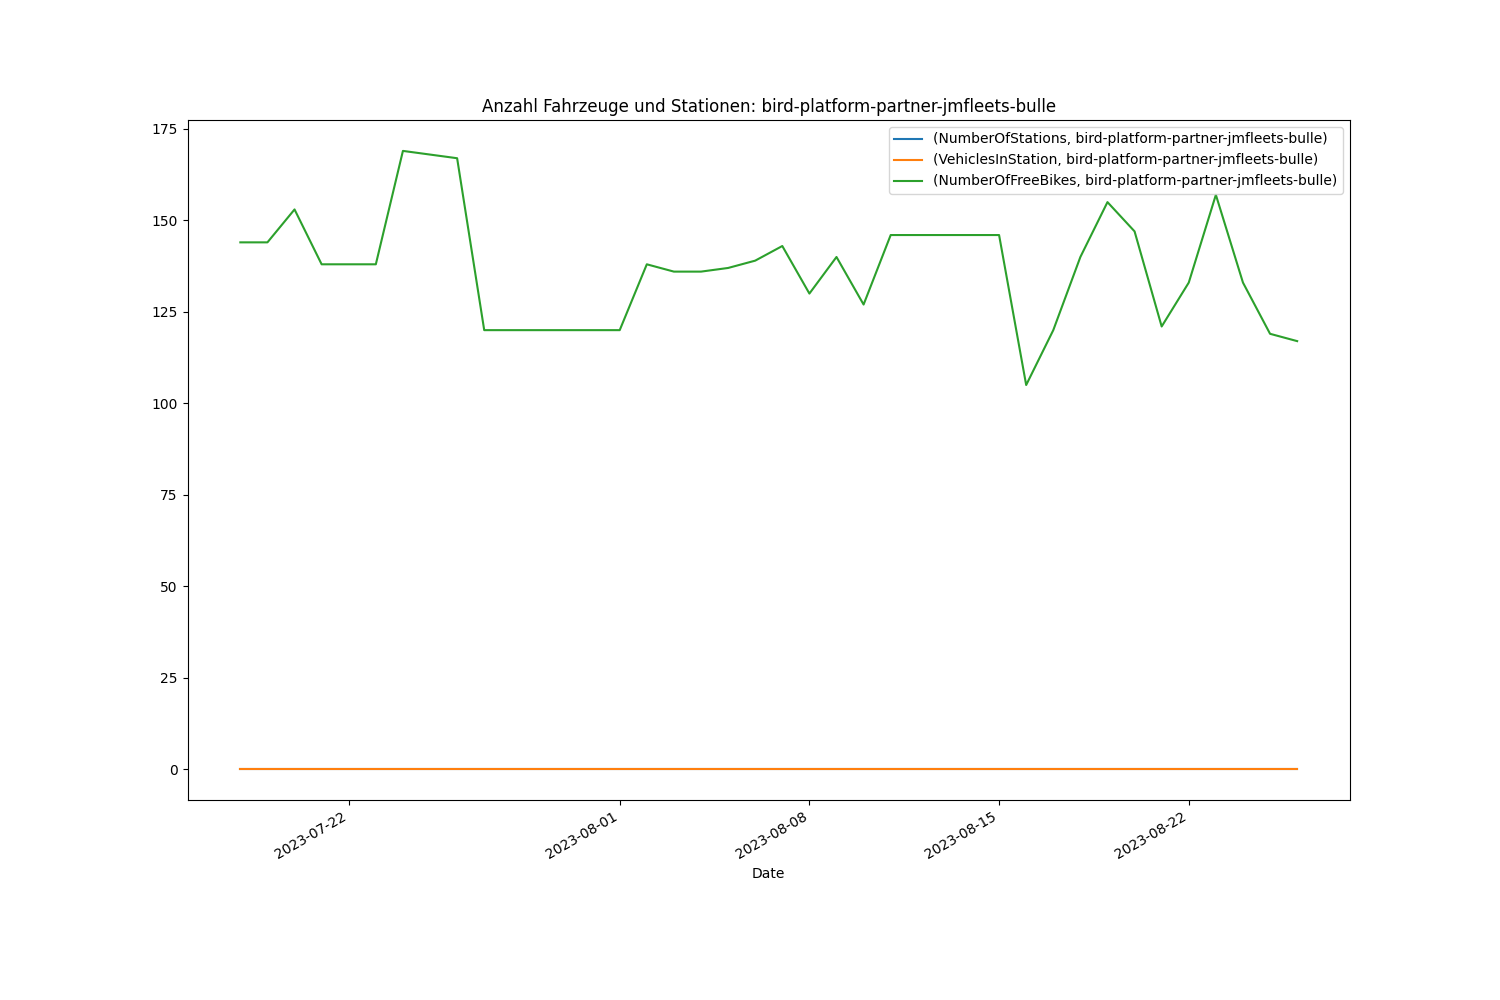 Anzahl Fahrzeuge und Stationen: bird-platform-partner-jmfleets-bulle
(NumberOfStations, bird-platform-partner-jmfleets-bulle)
(VehiclesInStation, bird-platform-partner-jmfleets-bulle)
(NumberOfFreeBikes, bird-platform-partner-jmfleets-bulle)
175
150
125
100
75
50
25
0
2023-07-22
2023-08-01
2023-08-08
2023-08-15
2023-08-22
Date